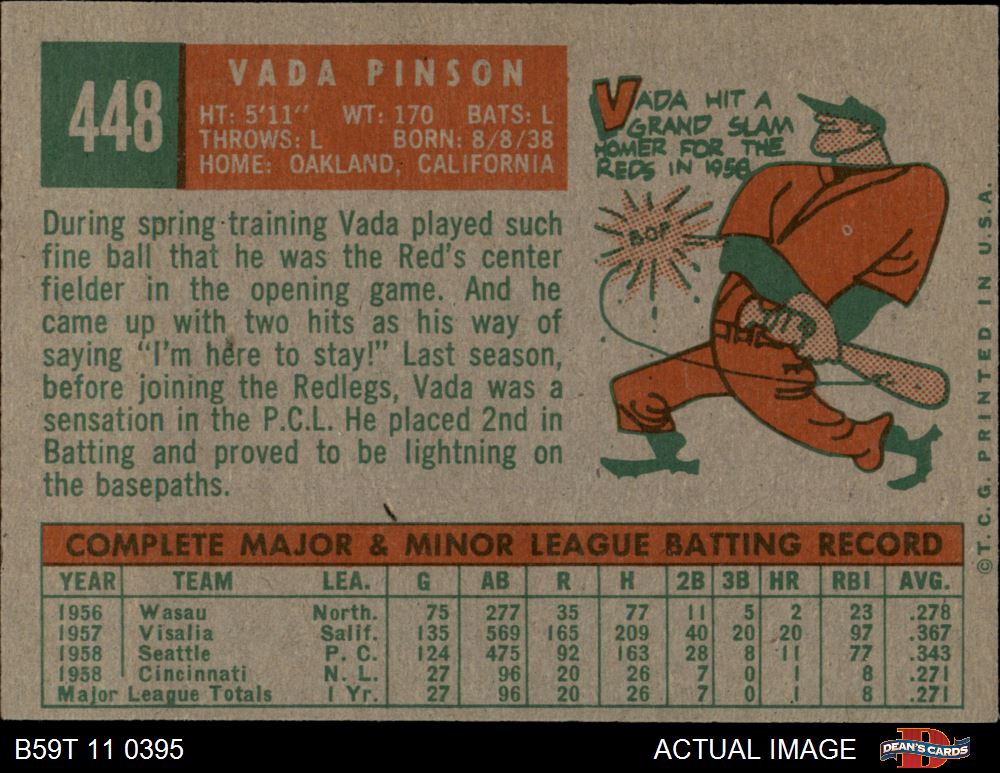 448
VADA PINSON
HT: 5'11" WT: 170 BATS: L
THROWS: L BORN: 8/8/38
HOME: OAKLAND, CALIFORNIA
During spring training Vada played such
fine ball that he was the Red's center
fielder in the opening game. And he
came up with two hits as his way of
saying "I'm here to stay!" Last season,
before joining the Redlegs, Vada was a
sensation in the P.C.L. He placed 2nd in
Batting and proved to be lightning on
the basepaths.
VADA HIT A
GRAND SLAM
HOMER FOR THE
REDS IN 1958
BOP
©T.C.G. PRINTED IN U.S.A.
COMPLETE MAJOR & MINOR LEAGUE BATTING RECORD
YEAR TEAM LEA. G AB R H 2B 3B HR RBI AVG.
1956 Wasau North. 75 277 35 77 11 5 2 23 .278
1957 Visalia Salif. 135 569 165 209 40 20 20 97 .367
1958 Seattle P. C. 124 475 92 163 28 8 11 77 .343
1958 Cincinnati N. L. 27 96 20 26 7 0 1 8 .271
Major League Totals 1 Yr. 27 96 20 26 7 0 1 8 .271
B59T 11 0395
ACTUAL IMAGE
DEAN'S CARDS